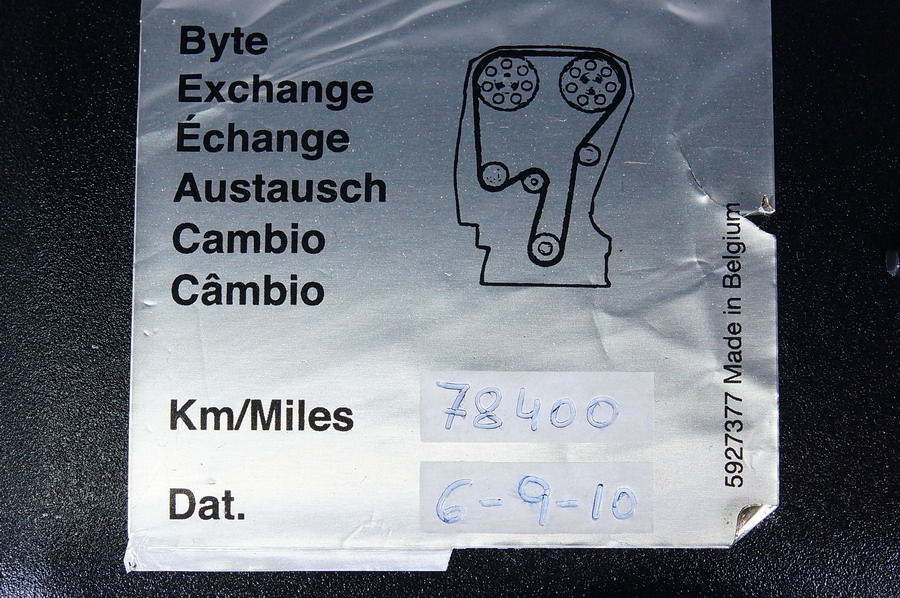 Byte
Exchange
Échange
Austausch
Cambio
Câmbio
Km/Miles 78400
Dat. 6-9-10
5927377 Made in Belgium